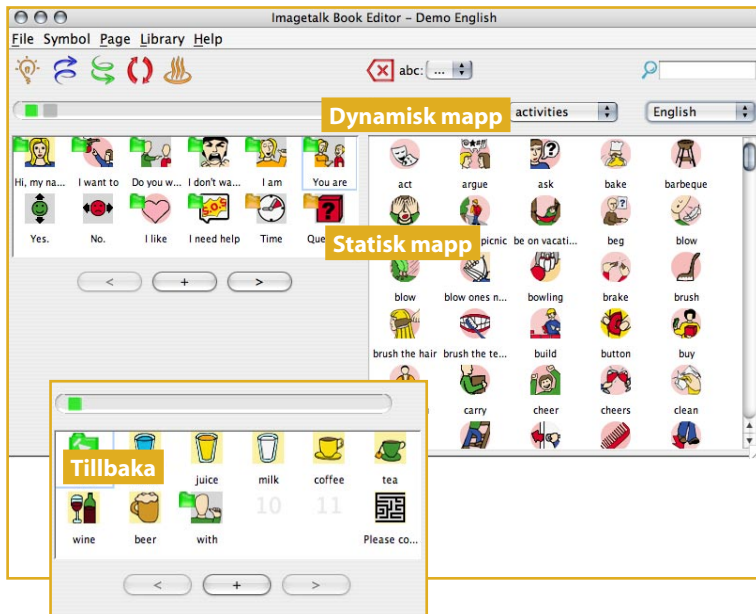 Imagetalk Book Editor – Demo English
File Symbol Page Library Help
abc: ...
Dynamisk mapp
activities
English
Hi, my na... I want to Do you w... I don't wa... I am You are
Yes. No. I like I need help Time Que
S.O.S
Statisk mapp
< + >
act argue ask bake barbeque
picnic be on vacati... beg blow
blow blow ones n... bowling brake brush
brush the hair brush the te... build button buy
carry cheer cheers clean
Tillbaka
juice milk coffee tea
10 11
wine beer with Please co...
< + >